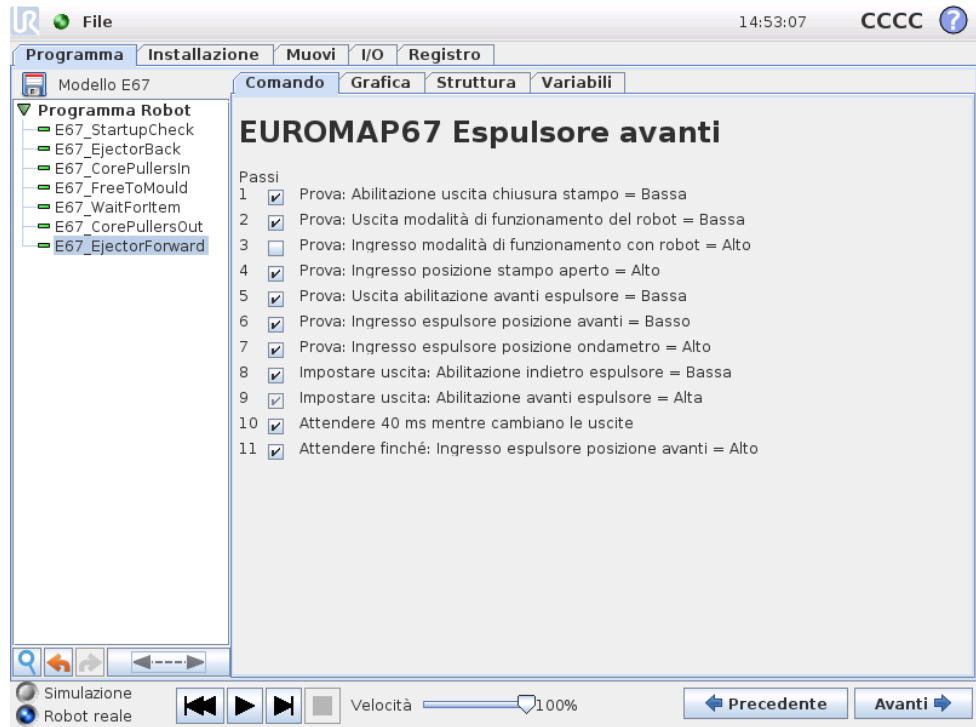 UR File 14:53:07 CCCC ?
Programma Installazione Muovi I/O Registro
Modello E67 Comando Grafica Struttura Variabili
Programma Robot
E67_StartupCheck
E67_EjectorBack
E67_CorePullersIn
E67_FreeToMould
E67_WaitForItem
E67_CorePullersOut
E67_EjectorForward
EUROMAP67 Espulsore avanti
Passi
1 Prova: Abilitazione uscita chiusura stampo = Bassa
2 Prova: Uscita modalità di funzionamento del robot = Bassa
3 Prova: Ingresso modalità di funzionamento con robot = Alto
4 Prova: Ingresso posizione stampo aperto = Alto
5 Prova: Uscita abilitazione avanti espulsore = Bassa
6 Prova: Ingresso espulsore posizione avanti = Basso
7 Prova: Ingresso espulsore posizione ondametro = Alto
8 Impostare uscita: Abilitazione indietro espulsore = Bassa
9 Impostare uscita: Abilitazione avanti espulsore = Alta
10 Attendere 40 ms mentre cambiano le uscite
11 Attendere finché: Ingresso espulsore posizione avanti = Alto
Simulazione
Robot reale
Velocità 100% Precedente Avanti